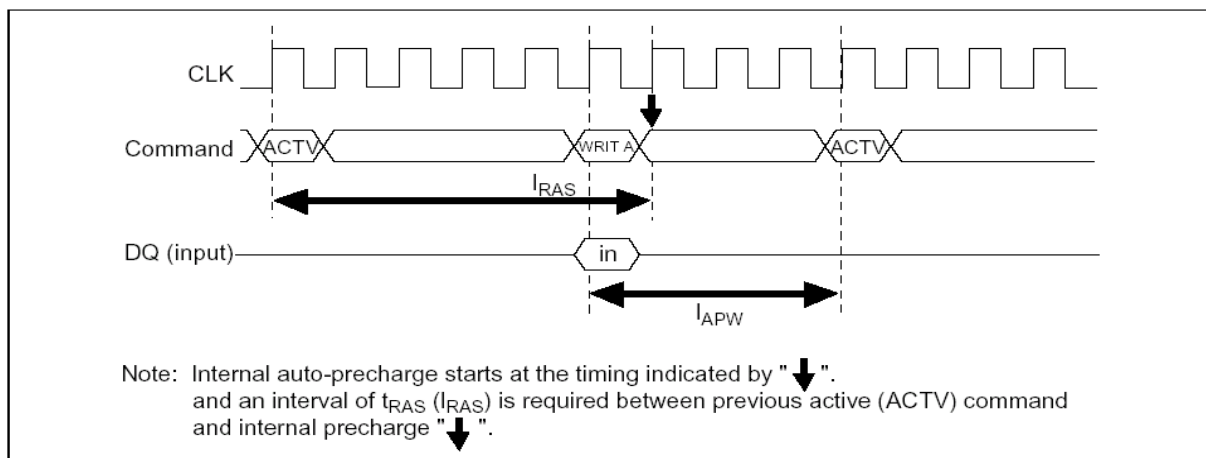 CLK
Command
ACTV
WRIT A
ACTV
lRAS
DQ (input)
in
lAPW
Note: Internal auto-precharge starts at the timing indicated by " ".
and an interval of tRAS (lRAS) is required between previous active (ACTV) command
and internal precharge " ".